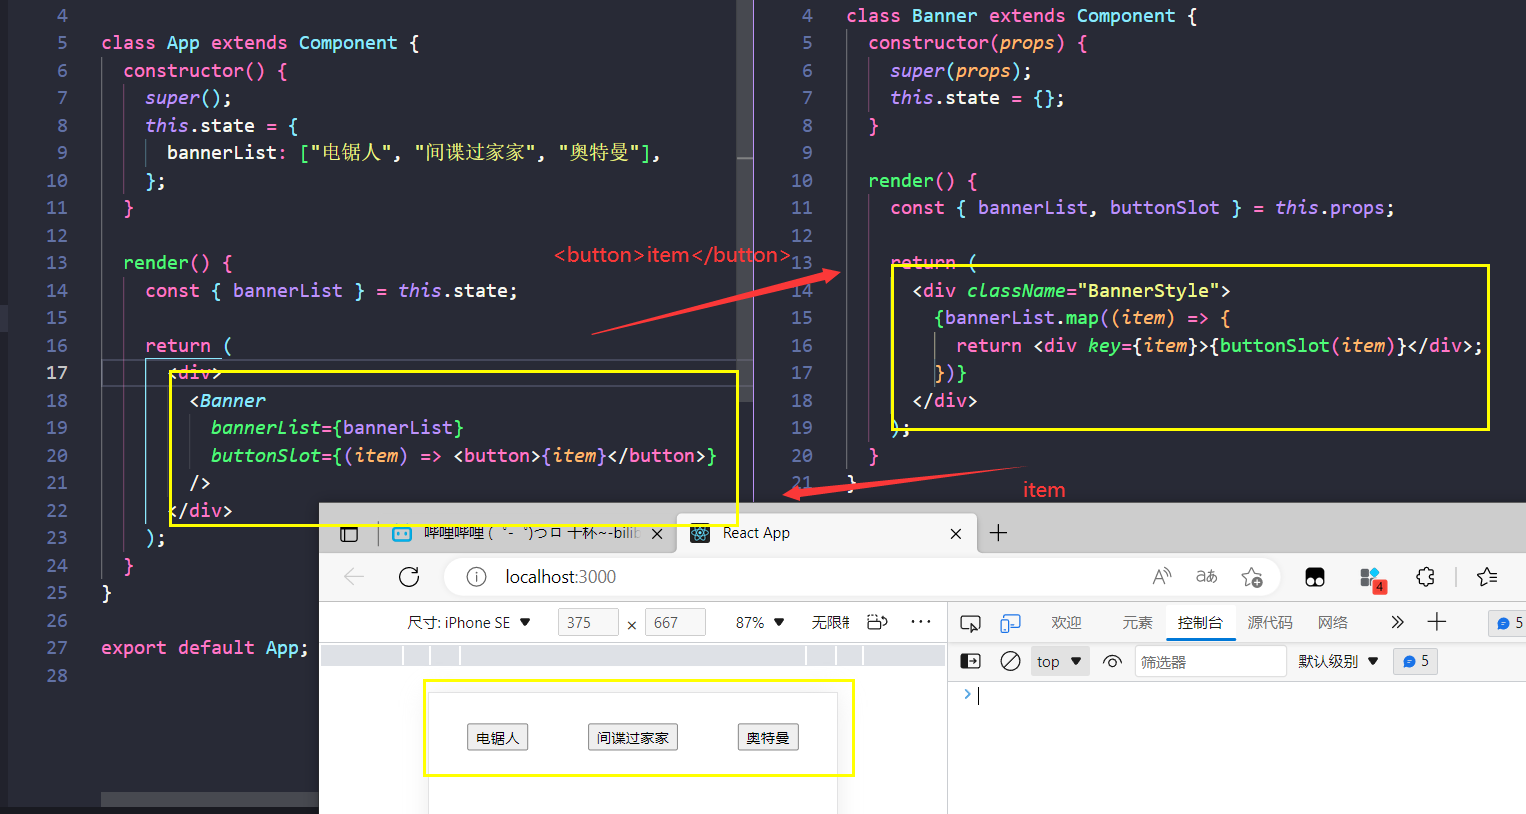 4
5 class App extends Component {
6 constructor() {
7 super();
8 this.state = {
9 bannerList: ["电锯人", "间谍过家家", "奥特曼"],
10 };
11 }
12
13 render() {
14 const { bannerList } = this.state;
15
16 return (
17 <div>
18 <Banner
19 bannerList={bannerList}
20 buttonSlot={(item) => <button>{item}</button>}
21 />
22 </div>
23 );
24 }
25 }
26
27 export default App;
28
<button>item</button>
4 class Banner extends Component {
5 constructor(props) {
6 super(props);
7 this.state = {};
8 }
9
10 render() {
11 const { bannerList, buttonSlot } = this.props;
12
13 return (
14 <div className="BannerStyle">
15 {bannerList.map((item) => {
16 return <div key={item}>{buttonSlot(item)}</div>;
17 })}
18 </div>
19 );
20 }
21 }
item
哔哩哔哩 (゜-゜)つロ 干杯~-bilib
React App
localhost:3000
4
尺寸: iPhone SE 375 × 667 87% 无限制
欢迎 元素 控制台 源代码 网络 5
top 筛选器 默认级别 5
电锯人 间谍过家家 奥特曼